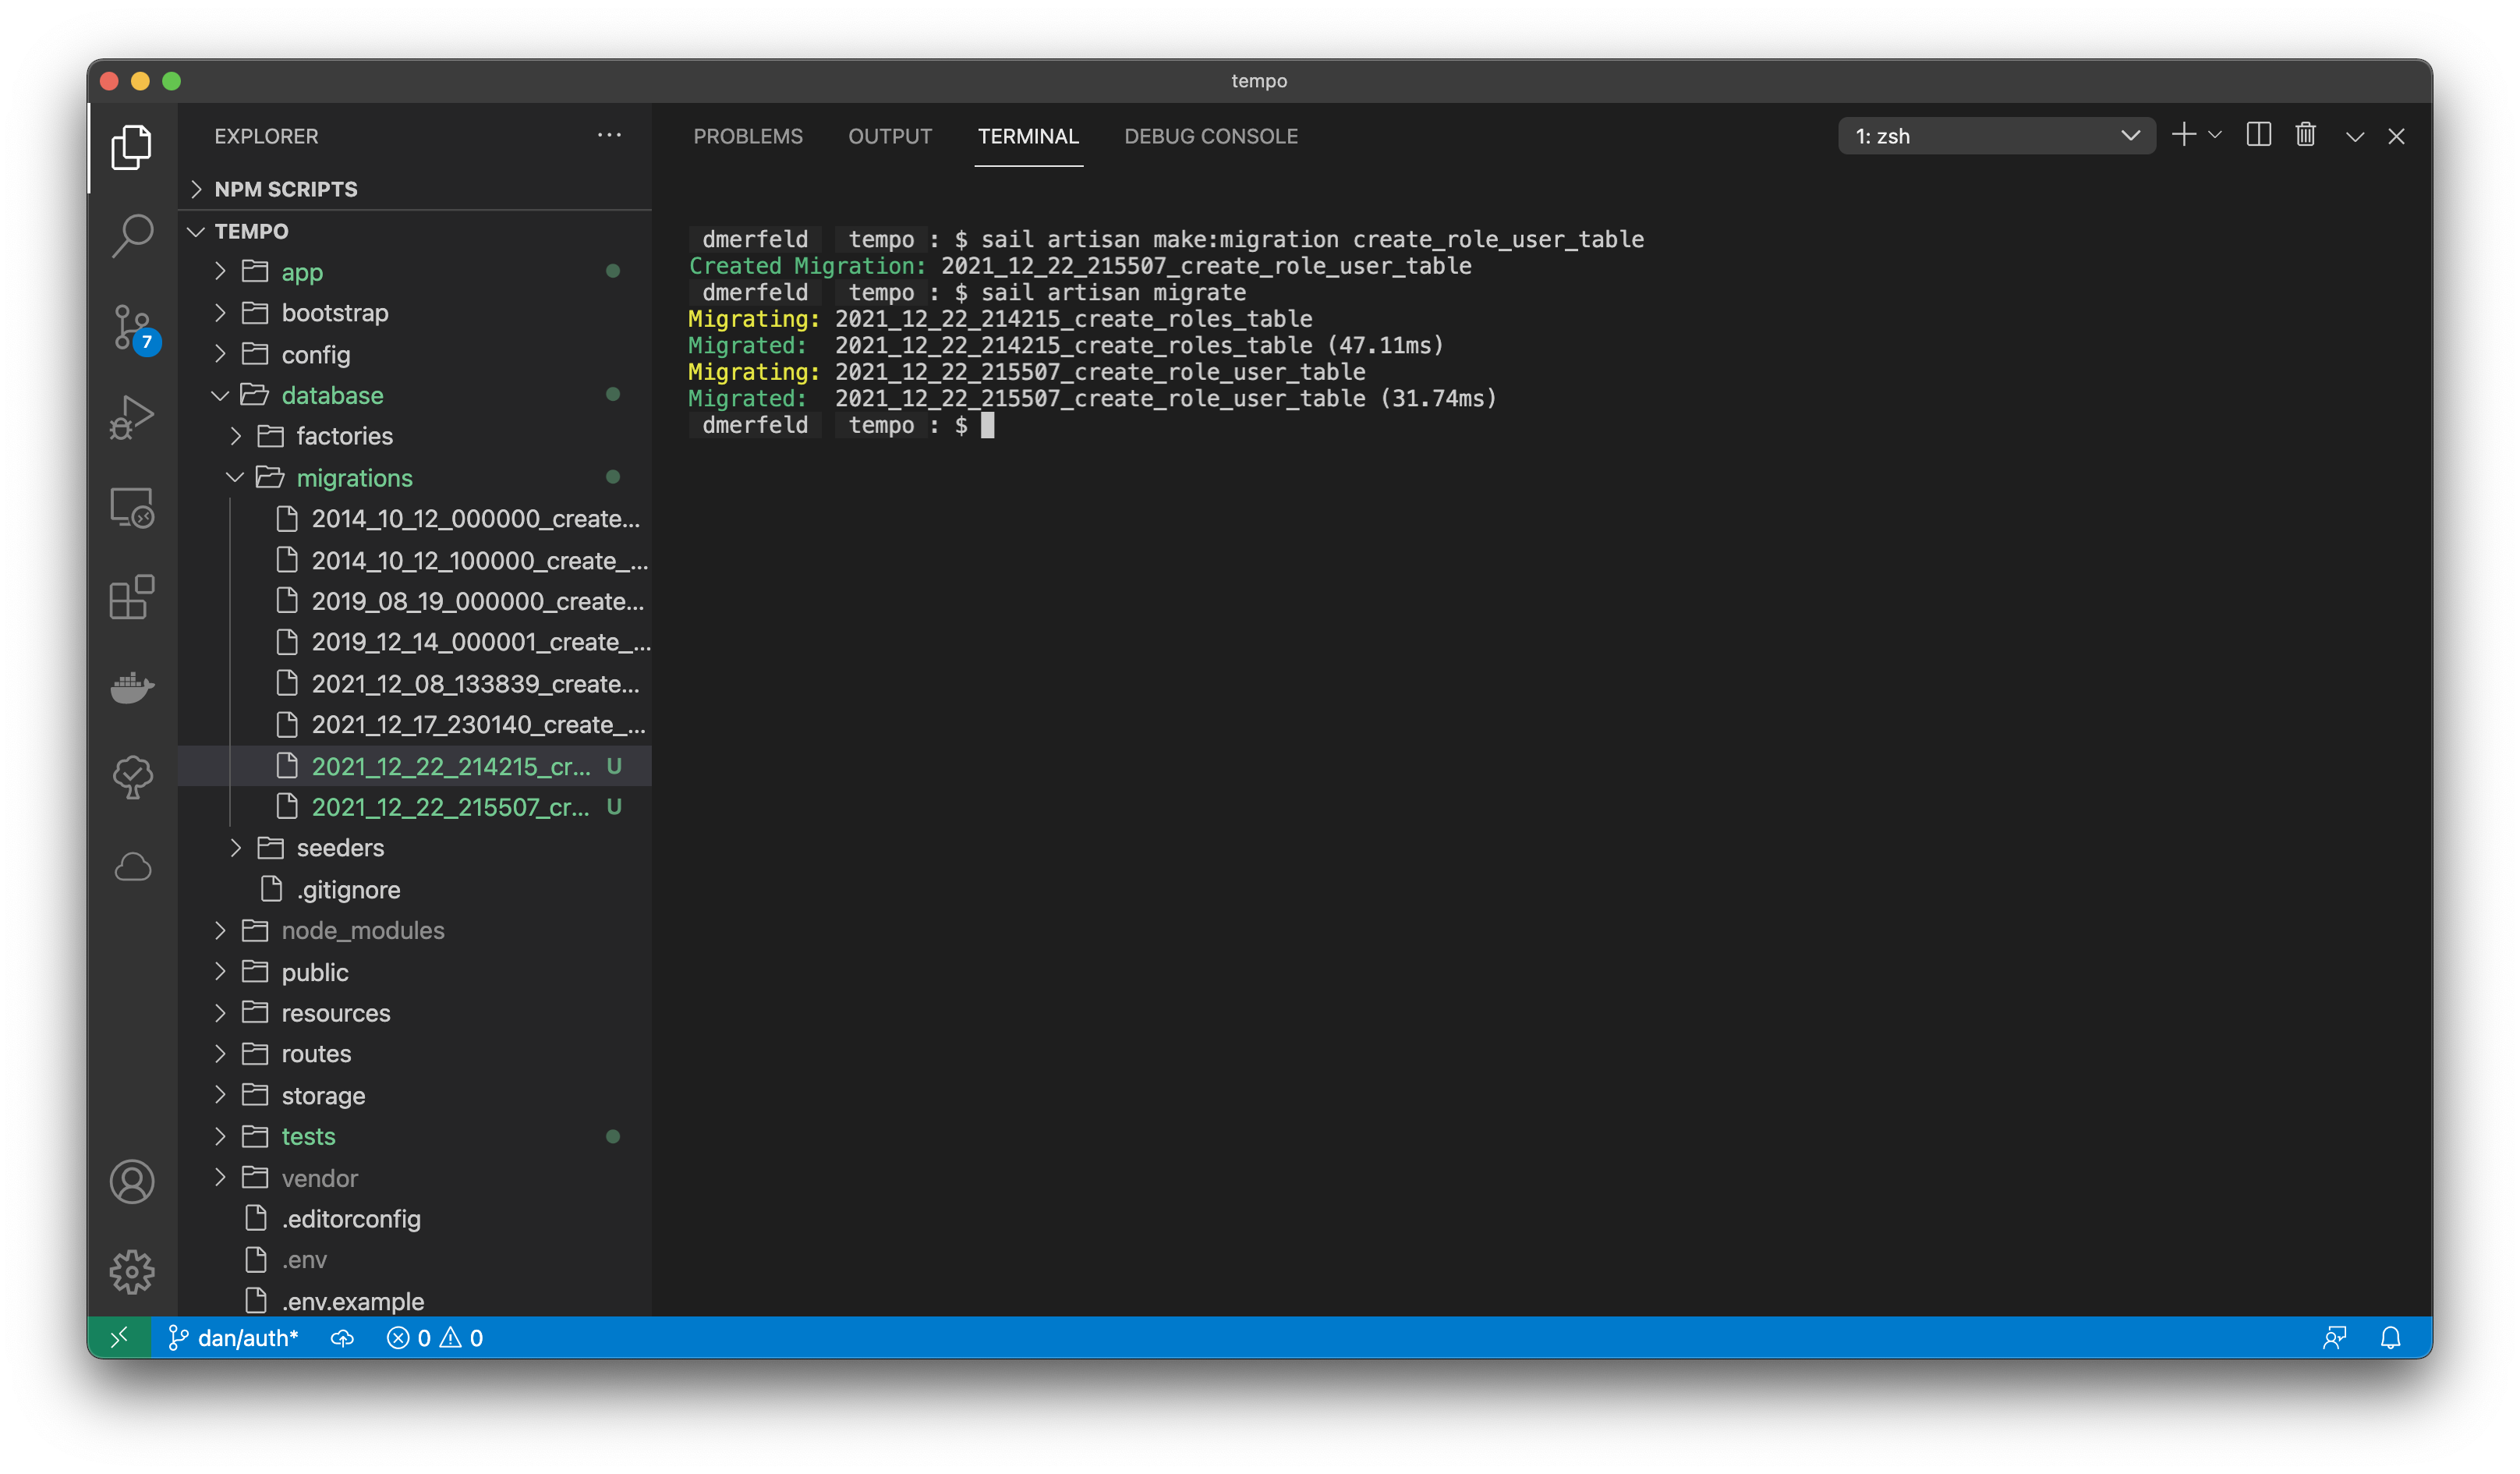 tempo
EXPLORER
NPM SCRIPTS
TEMPO
app
bootstrap
config
database
factories
migrations
2014_10_12_000000_create...
2014_10_12_100000_create_...
2019_08_19_000000_create...
2019_12_14_000001_create_...
2021_12_08_133839_create...
2021_12_17_230140_create_...
2021_12_22_214215_cr... U
2021_12_22_215507_cr... U
seeders
.gitignore
node_modules
public
resources
routes
storage
tests
vendor
.editorconfig
.env
.env.example
7
PROBLEMS OUTPUT TERMINAL DEBUG CONSOLE
1: zsh
dmerfeld tempo : $ sail artisan make:migration create_role_user_table
Created Migration: 2021_12_22_215507_create_role_user_table
dmerfeld tempo : $ sail artisan migrate
Migrating: 2021_12_22_214215_create_roles_table
Migrated: 2021_12_22_214215_create_roles_table (47.11ms)
Migrating: 2021_12_22_215507_create_role_user_table
Migrated: 2021_12_22_215507_create_role_user_table (31.74ms)
dmerfeld tempo : $
dan/auth* 0 0